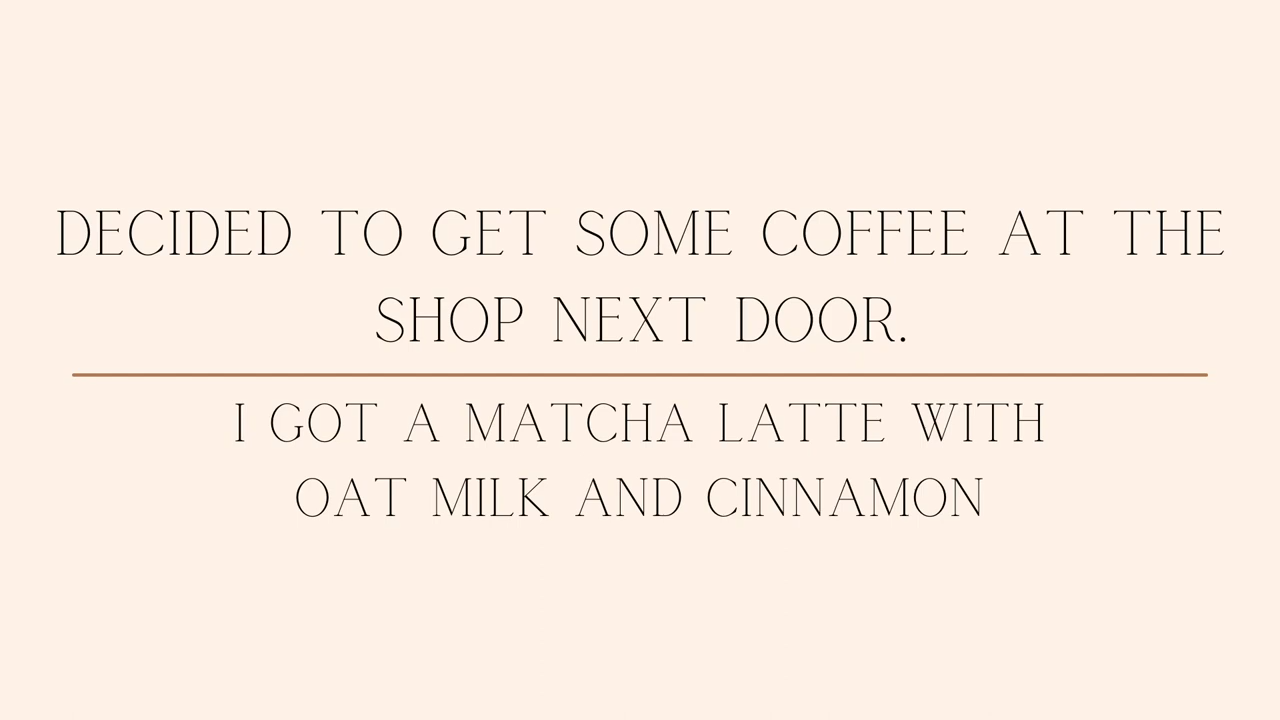 DECIDED TO GET SOME COFFEE AT THE
SHOP NEXT DOOR.
I GOT A MATCHA LATTE WITH
OAT MILK AND CINNAMON